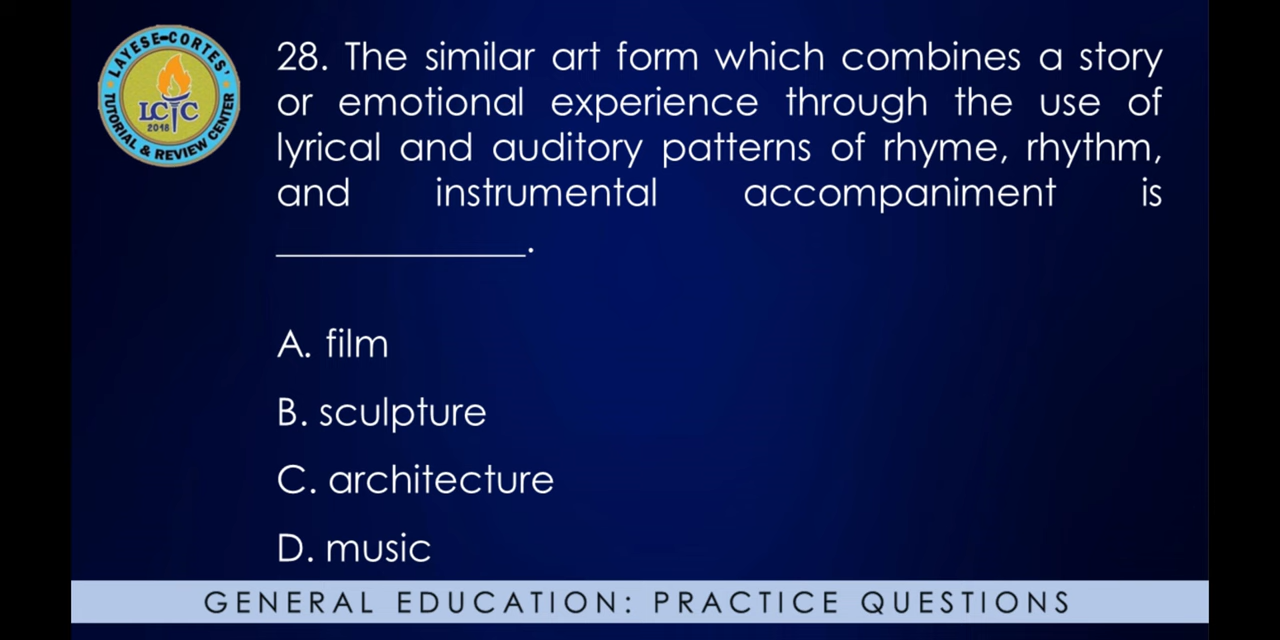 LAYESE-CORTES'
LCTC
2018
TUTORIAL & REVIEW CENTER
28. The similar art form which combines a story
or emotional experience through the use of
lyrical and auditory patterns of rhyme, rhythm,
and instrumental accompaniment is
______________.
A. film
B. sculpture
C. architecture
D. music
GENERAL EDUCATION: PRACTICE QUESTIONS